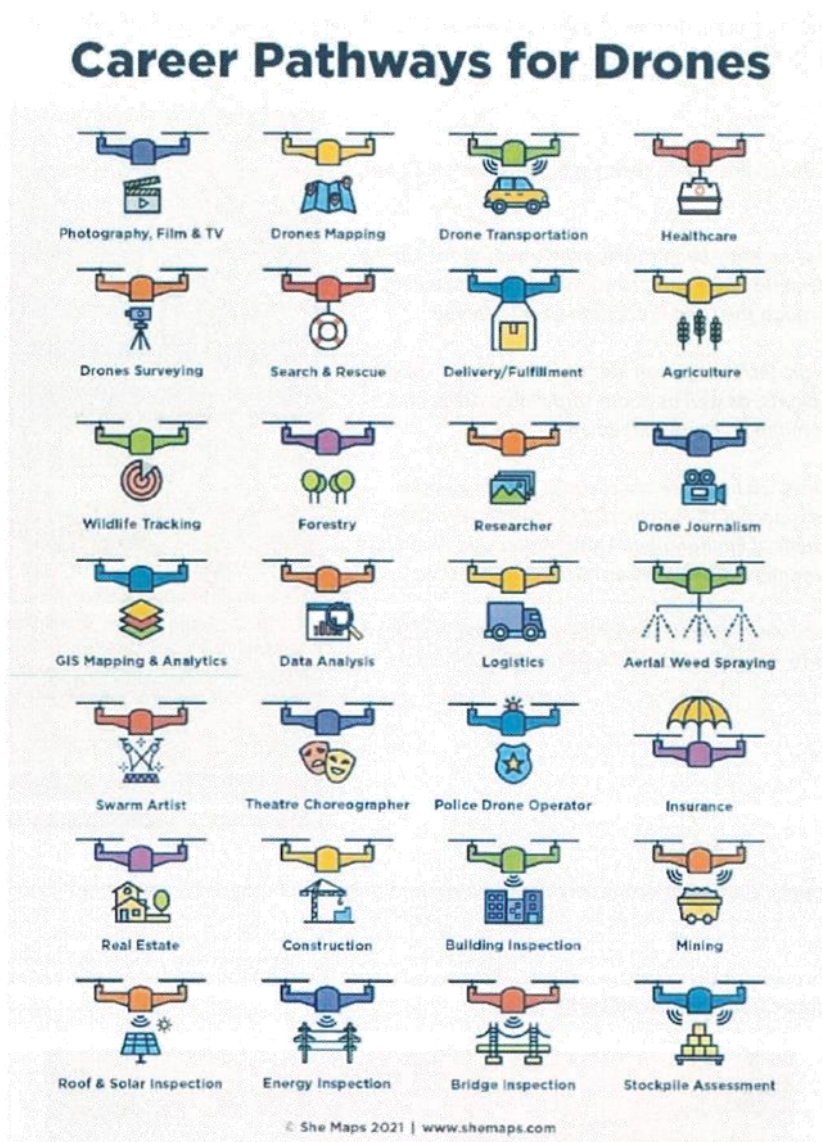 Career Pathways for Drones
Photography, Film & TV
Drones Mapping
Drone Transportation
Healthcare
Drones Surveying
Search & Rescue
Delivery/Fulfillment
Agriculture
Wildlife Tracking
Forestry
Researcher
Drone Journalism
GIS Mapping & Analytics
Data Analysis
Logistics
Aerial Weed Spraying
Swarm Artist
Theatre Choreographer
Police Drone Operator
Insurance
Real Estate
Construction
Building Inspection
Mining
Roof & Solar Inspection
Energy Inspection
Bridge Inspection
Stockpile Assessment
© She Maps 2021 | www.shemaps.com